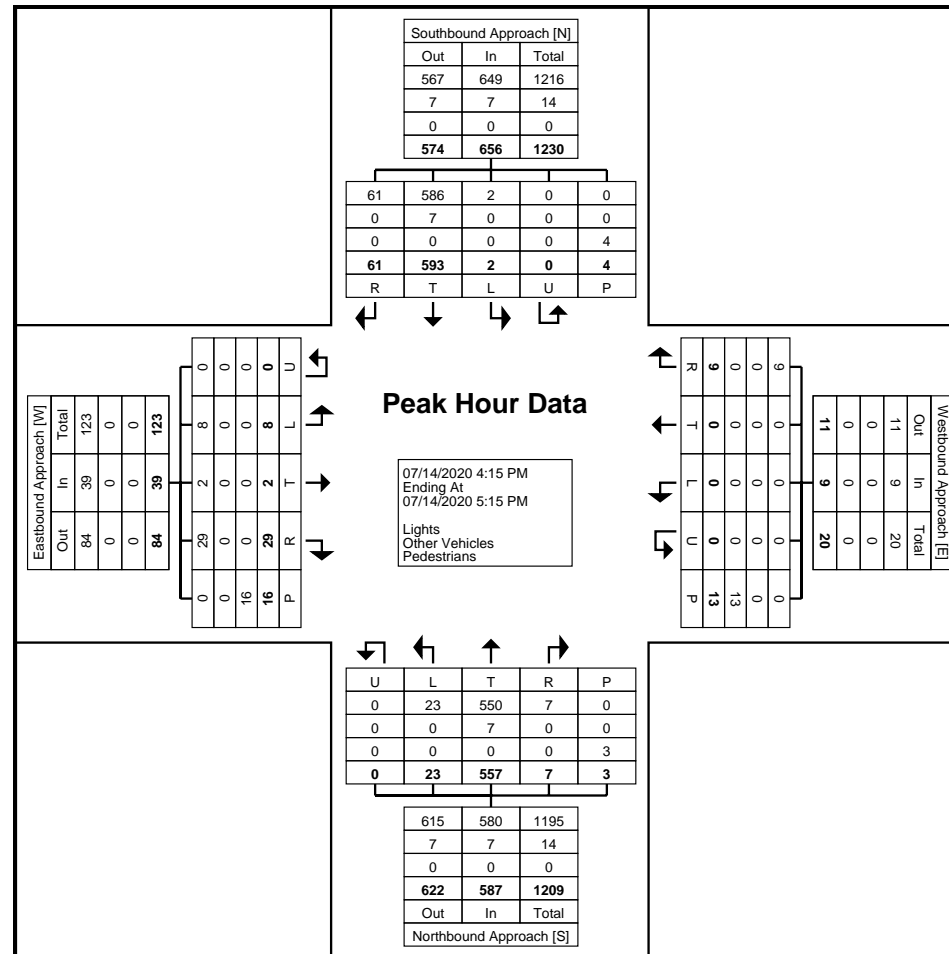 Southbound Approach [N]
Out In Total
567 649 1216
7 7 14
0 0 0
574 656 1230
61 586 2 0 0
0 7 0 0 0
0 0 0 0 4
61 593 2 0 4
R T L U P
Eastbound Approach [W]
Out In Total
84 39 123
0 0 0
0 0 0
84 39 123
0 8 2 29 0
0 0 0 0 0
0 0 0 0 16
0 8 2 29 16
U L T R P
Peak Hour Data
07/14/2020 4:15 PM
Ending At
07/14/2020 5:15 PM
Lights
Other Vehicles
Pedestrians
Westbound Approach [E]
Out In Total
11 9 20
0 0 0
0 0 0
11 9 20
9 0 0 0 0
0 0 0 0 0
0 0 0 0 13
9 0 0 0 13
R T L U P
U L T R P
0 23 550 7 0
0 0 7 0 0
0 0 0 0 3
0 23 557 7 3
615 580 1195
7 7 14
0 0 0
622 587 1209
Out In Total
Northbound Approach [S]